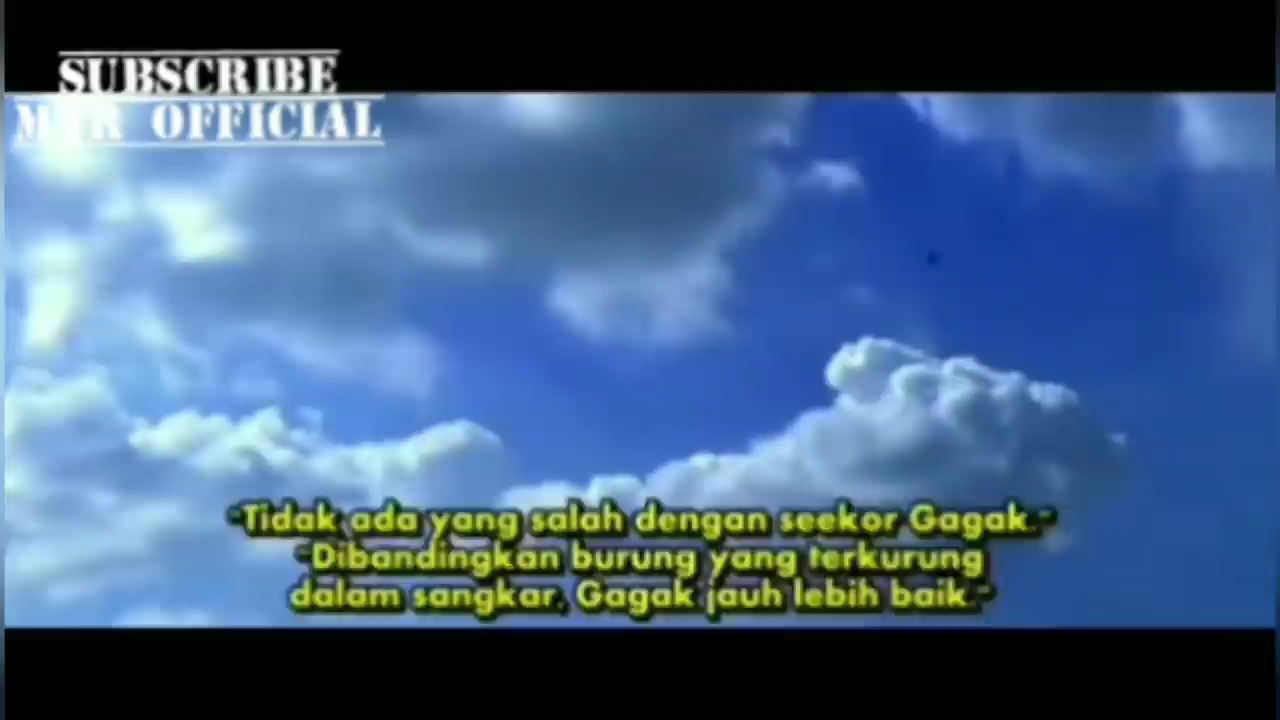 SUBSCRIBE
MTR OFFICIAL
"Tidak ada yang salah dengan seekor Gagak."
"Dibandingkan burung yang terkurung
dalam sangkar, Gagak jauh lebih baik."